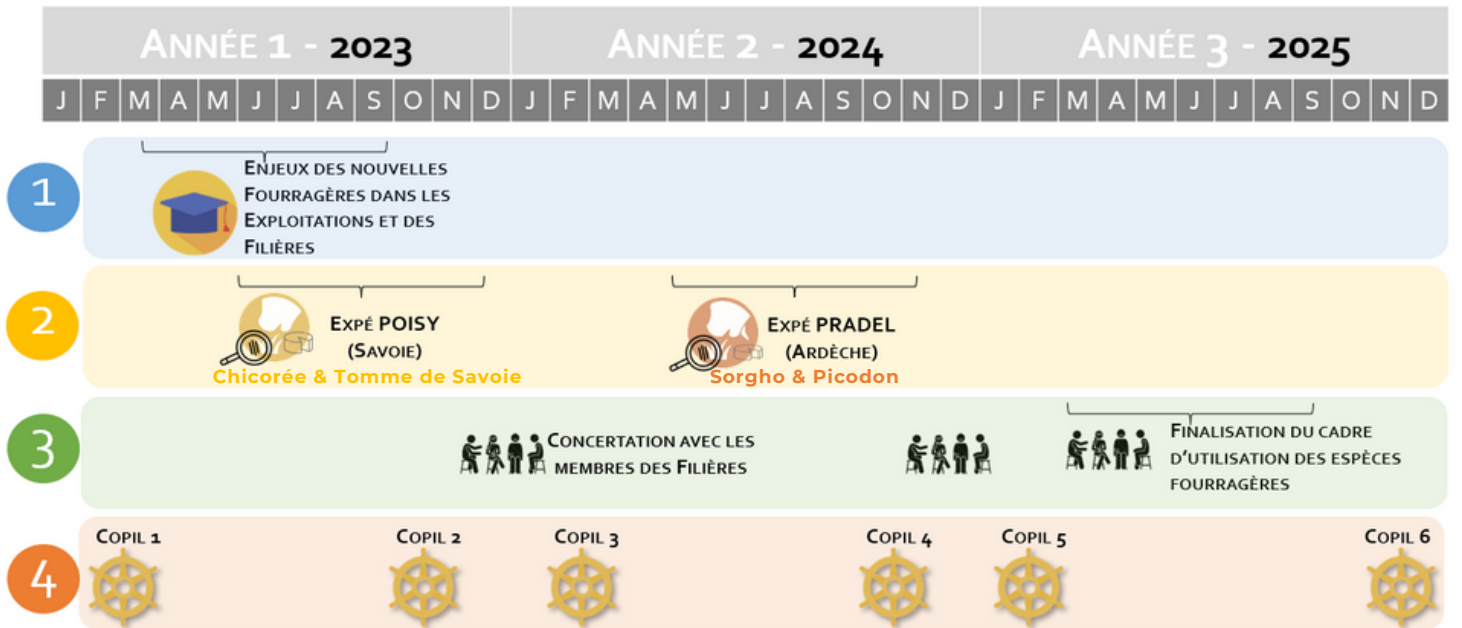 ANNÉE 1 - 2023 ANNÉE 2 - 2024 ANNÉE 3 - 2025
J F M A M J J A S O N D J F M A M J J A S O N D J F M A M J J A S O N D
1
ENJEUX DES NOUVELLES
FOURRAGÈRES DANS LES
EXPLOITATIONS ET DES
FILIÈRES
2
EXPÉ POISY
(SAVOIE)
Chicorée & Tomme de Savoie
EXPÉ PRADEL
(ARDÈCHE)
Sorgho & Picodon
3
CONCERTATION AVEC LES
MEMBRES DES FILIÈRES
FINALISATION DU CADRE
D'UTILISATION DES ESPÈCES
FOURRAGÈRES
4
COPIL 1 COPIL 2 COPIL 3 COPIL 4 COPIL 5 COPIL 6